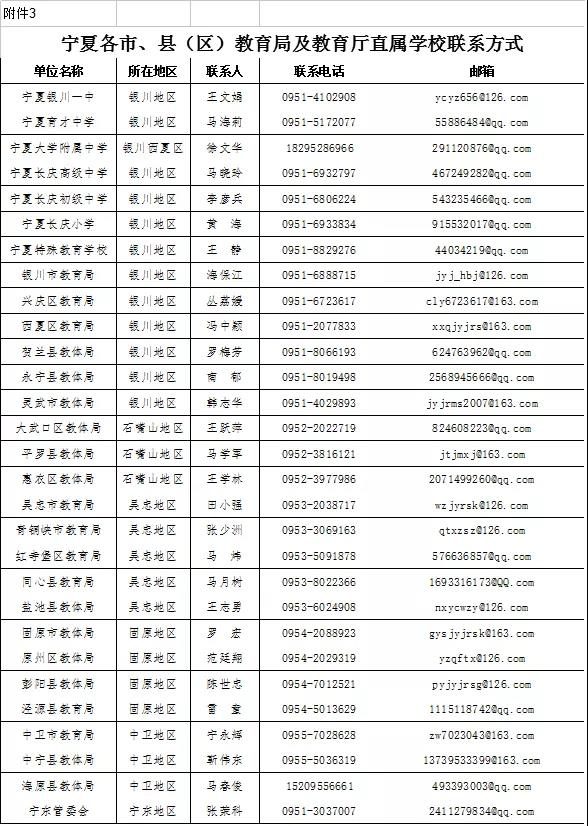 附件3
宁夏各市、县（区）教育局及教育厅直属学校联系方式
单位名称 所在地区 联系人 联系电话 邮箱
宁夏银川一中 银川地区 王文娟 0951-4102908 ycyz656@126.com
宁夏育才中学 银川地区 马海莉 0951-5172077 55886484@qq.com
宁夏大学附属中学 银川西夏区 徐文华 18295286966 291120876@qq.com
宁夏长庆高级中学 银川地区 马晓玲 0951-6932797 467249282@qq.com
宁夏长庆初级中学 银川地区 李彦兵 0951-6806224 543235466@qq.com
宁夏长庆小学 银川地区 黄 海 0951-6933834 915532017@qq.com
宁夏特殊教育学校 银川地区 王 静 0951-8829276 44034219@qq.com
银川市教育局 银川地区 海保江 0951-6888715 jyj_hbj@126.com
兴庆区教育局 银川地区 丛嘉媛 0951-6723617 cly6723617@163.com
西夏区教育局 银川地区 冯中颖 0951-2077833 xxqjyjrs@163.com
贺兰县教体局 银川地区 罗梅芳 0951-8066193 624763962@qq.com
永宁县教体局 银川地区 南 郁 0951-8019498 2568945666@qq.com
灵武市教育局 银川地区 韩志华 0951-4029893 jyjrms2007@163.com
大武口区教体局 石嘴山地区 王跃萍 0952-2022719 82460822@qq.com
平罗县教体局 石嘴山地区 马学军 0952-3816121 jtjmxj@163.com
惠农区教体局 石嘴山地区 王学林 0952-3977986 2071499260@qq.com
吴忠市教育局 吴忠地区 田小强 0953-2038717 wzjyrsk@126.com
青铜峡市教育局 吴忠地区 张少洲 0953-3069163 qtxzsz@126.com
红寺堡区教育局 吴忠地区 马 炜 0953-5091878 576636857@qq.com
同心县教育局 吴忠地区 马月树 0953-8022366 1693316173@QQ.com
盐池县教体局 吴忠地区 王志勇 0953-6024908 nxycwzy@126.com
固原市教体局 固原地区 罗 宏 0954-2088923 gysjyjrsk@163.com
原州区教体局 固原地区 范廷翔 0954-2029319 yzqftx@126.com
彭阳县教体局 固原地区 陈世忠 0954-7012521 pyjyjrsg@126.com
泾源县教育局 固原地区 雷 童 0954-5013629 1115118742@qq.com
中卫市教育局 中卫地区 宁永辉 0955-7028628 zw7023043@163.com
中宁县教体局 中卫地区 靳伟东 0955-5036319 13739533399@163.com
海原县教体局 中卫地区 马春俊 15209556661 493393003@qq.com
宁东管委会 宁东地区 张荣科 0951-3037007 2411279834@qq.com